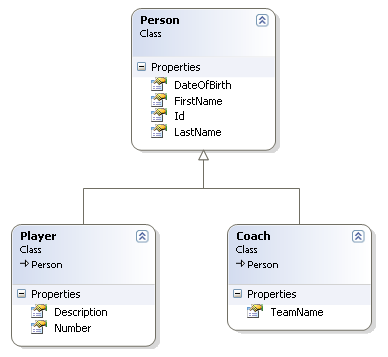 Person
Class
Properties
DateOfBirth
FirstName
Id
LastName
Player
Class
Person
Properties
Description
Number
Coach
Class
Person
Properties
TeamName